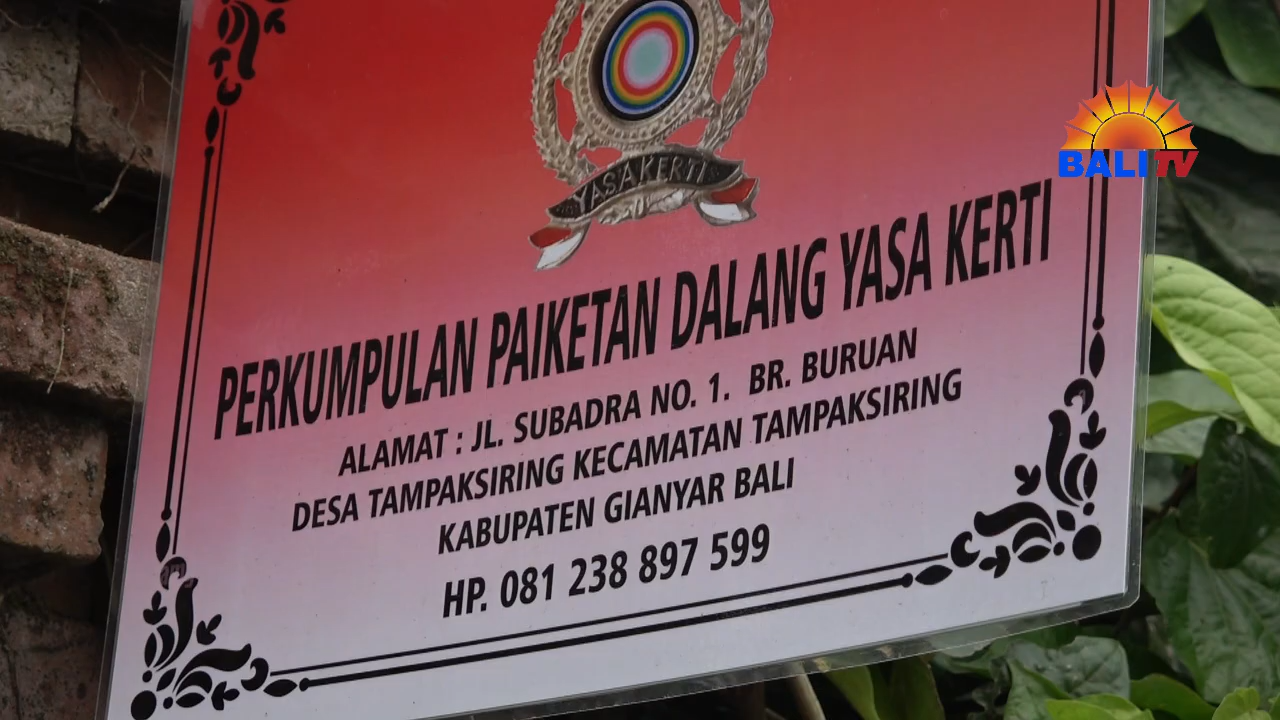 YASA KERTI
BALI TV
PERKUMPULAN PAIKETAN DALANG YASA KERTI
ALAMAT : JL. SUBADRA NO. 1. BR. BURUAN
DESA TAMPAKSIRING KECAMATAN TAMPAKSIRING
KABUPATEN GIANYAR BALI
HP. 081 238 897 599